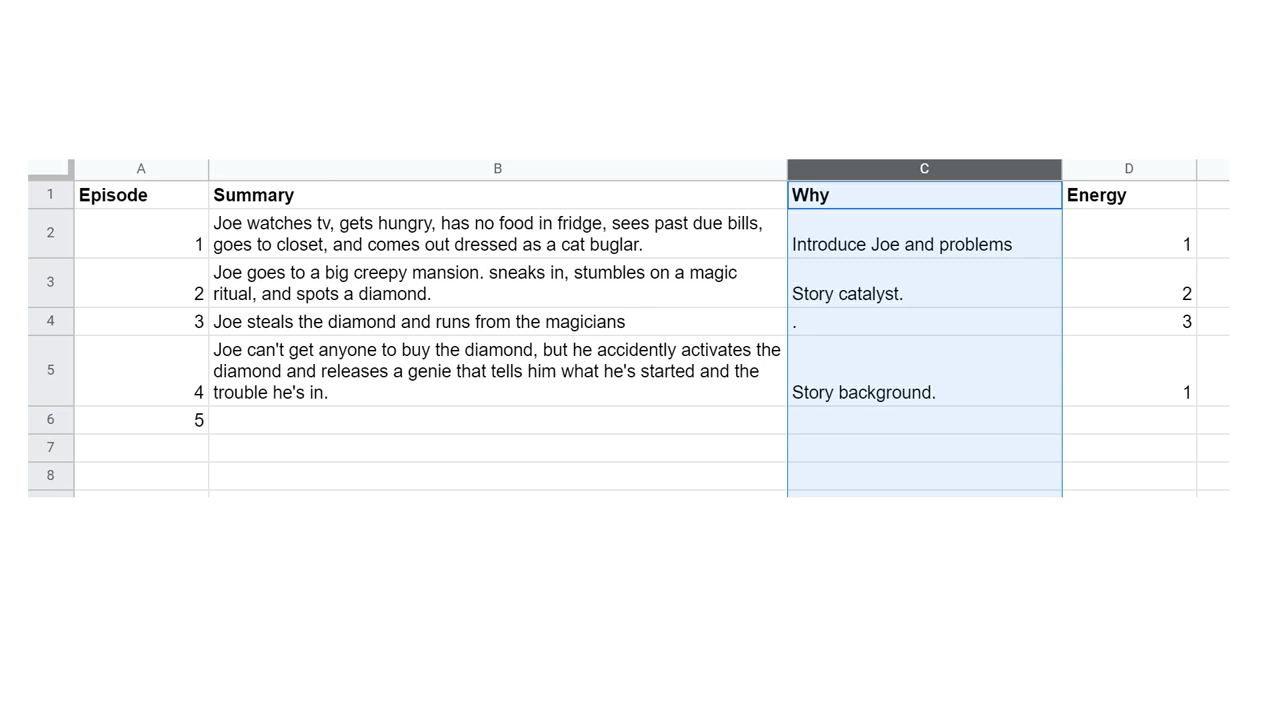 A B C D
1 Episode Summary Why Energy
2 Joe watches tv, gets hungry, has no food in fridge, sees past due bills,
1 goes to closet, and comes out dressed as a cat buglar. Introduce Joe and problems 1
3 Joe goes to a big creepy mansion. sneaks in, stumbles on a magic
2 ritual, and spots a diamond. Story catalyst. 2
4 3 Joe steals the diamond and runs from the magicians . 3
Joe can't get anyone to buy the diamond, but he accidently activates the
5 diamond and releases a genie that tells him what he's started and the
4 trouble he's in. Story background. 1
6 5
7
8